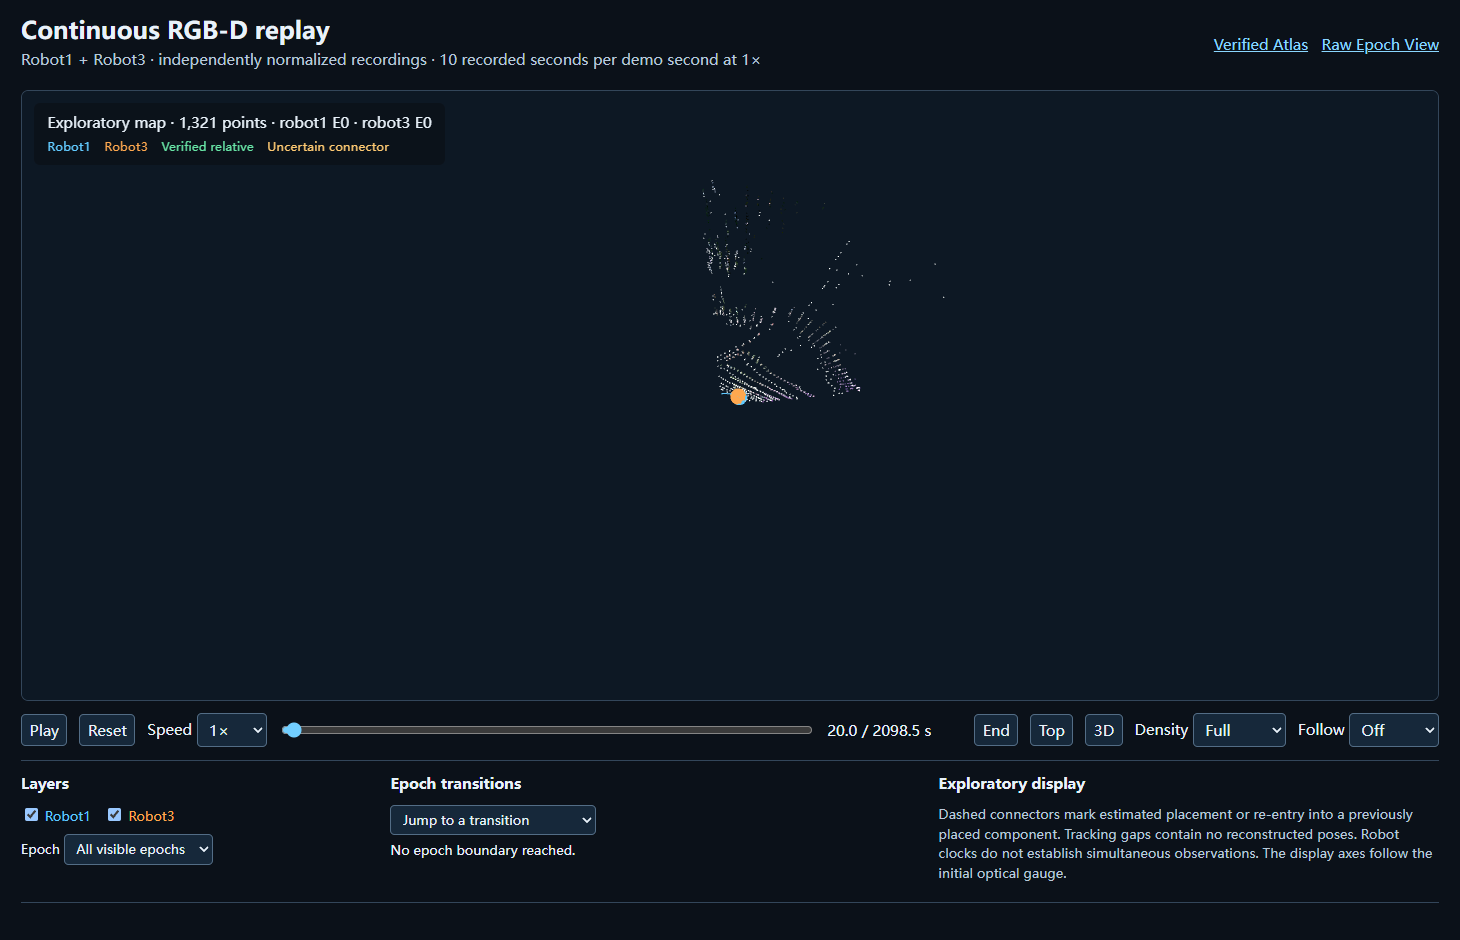 Continuous RGB-D replay
Robot1 + Robot3 · independently normalized recordings · 10 recorded seconds per demo second at 1×
Verified Atlas Raw Epoch View
Exploratory map · 1,321 points · robot1 E0 · robot3 E0
Robot1 Robot3 Verified relative Uncertain connector
Play Reset Speed 1× 20.0 / 2098.5 s End Top 3D Density Full Follow Off
Layers
Robot1 Robot3
Epoch All visible epochs
Epoch transitions
Jump to a transition
No epoch boundary reached.
Exploratory display
Dashed connectors mark estimated placement or re-entry into a previously
placed component. Tracking gaps contain no reconstructed poses. Robot
clocks do not establish simultaneous observations. The display axes follow the
initial optical gauge.